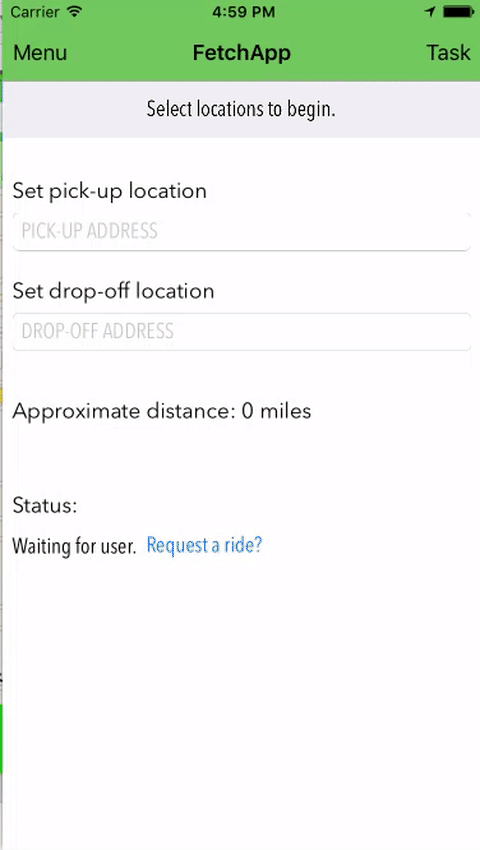 Carrier 4:59 PM
Menu FetchApp Task
Select locations to begin.
Set pick-up location
PICK-UP ADDRESS
Set drop-off location
DROP-OFF ADDRESS
Approximate distance: 0 miles
Status:
Waiting for user. Request a ride?